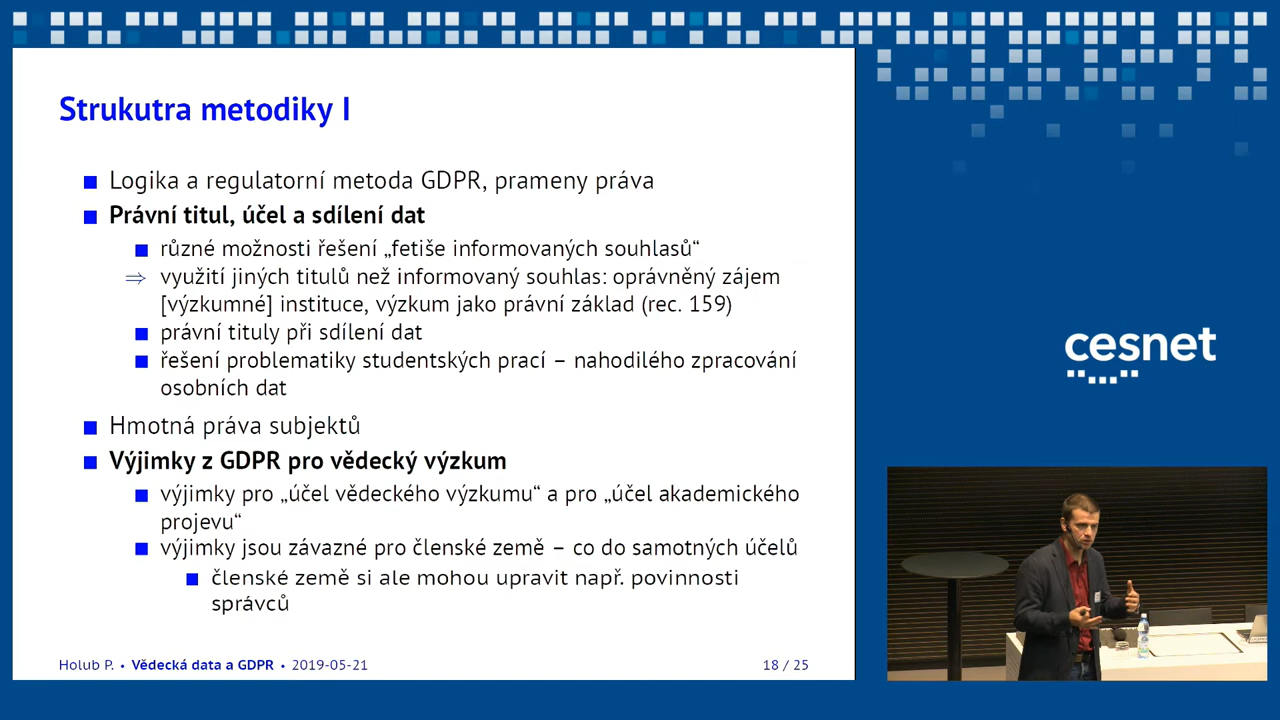 Strukutra metodiky I
Logika a regulatorní metoda GDPR, prameny práva
Právní titul, účel a sdílení dat
různé možnosti řešení „fetiše informovaných souhlasů“
⇒ využití jiných titulů než informovaný souhlas: oprávněný zájem
[výzkumné] instituce, výzkum jako právní základ (rec. 159)
právní tituly při sdílení dat
řešení problematiky studentských prací – nahodilého zpracování
osobních dat
Hmotná práva subjektů
Výjimky z GDPR pro vědecký výzkum
výjimky pro „účel vědeckého výzkumu“ a pro „účel akademického
projevu“
výjimky jsou závazné pro členské země – co do samotných účelů
členské země si ale mohou upravit např. povinnosti
správců
Holub P. • Vědecká data a GDPR • 2019-05-21
18 / 25
cesnet